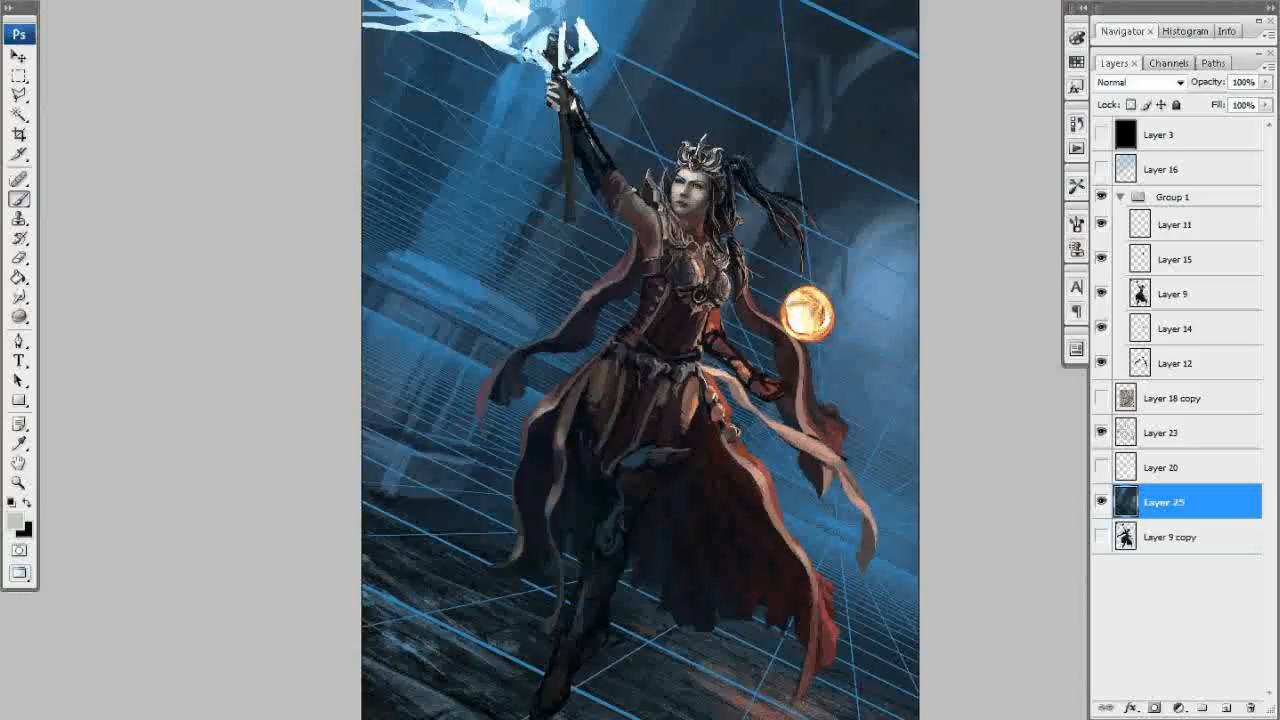 Ps
Navigator x Histogram Info
Layers x Channels Paths
Normal Opacity: 100%
Lock: Fill: 100%
Layer 3
Layer 16
Group 1
Layer 11
Layer 15
Layer 9
Layer 14
Layer 12
Layer 18 copy
Layer 23
Layer 20
Layer 25
Layer 9 copy